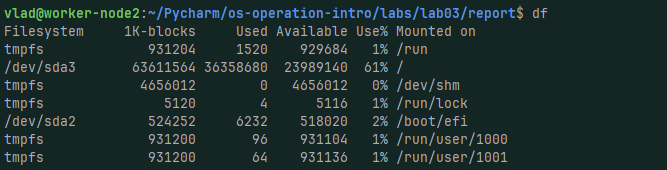 vlad@worker-node2:~/Pycharm/os-operation-intro/labs/lab03/report$ df
Filesystem     1K-blocks     Used Available Use% Mounted on
tmpfs             931204     1520    929684   1% /run
/dev/sda3       63611564 36358680  23989140  61% /
tmpfs            4656012        0   4656012   0% /dev/shm
tmpfs               5120        4      5116   1% /run/lock
/dev/sda2         524252     6232    518020   2% /boot/efi
tmpfs             931200       96    931104   1% /run/user/1000
tmpfs             931200       64    931136   1% /run/user/1001